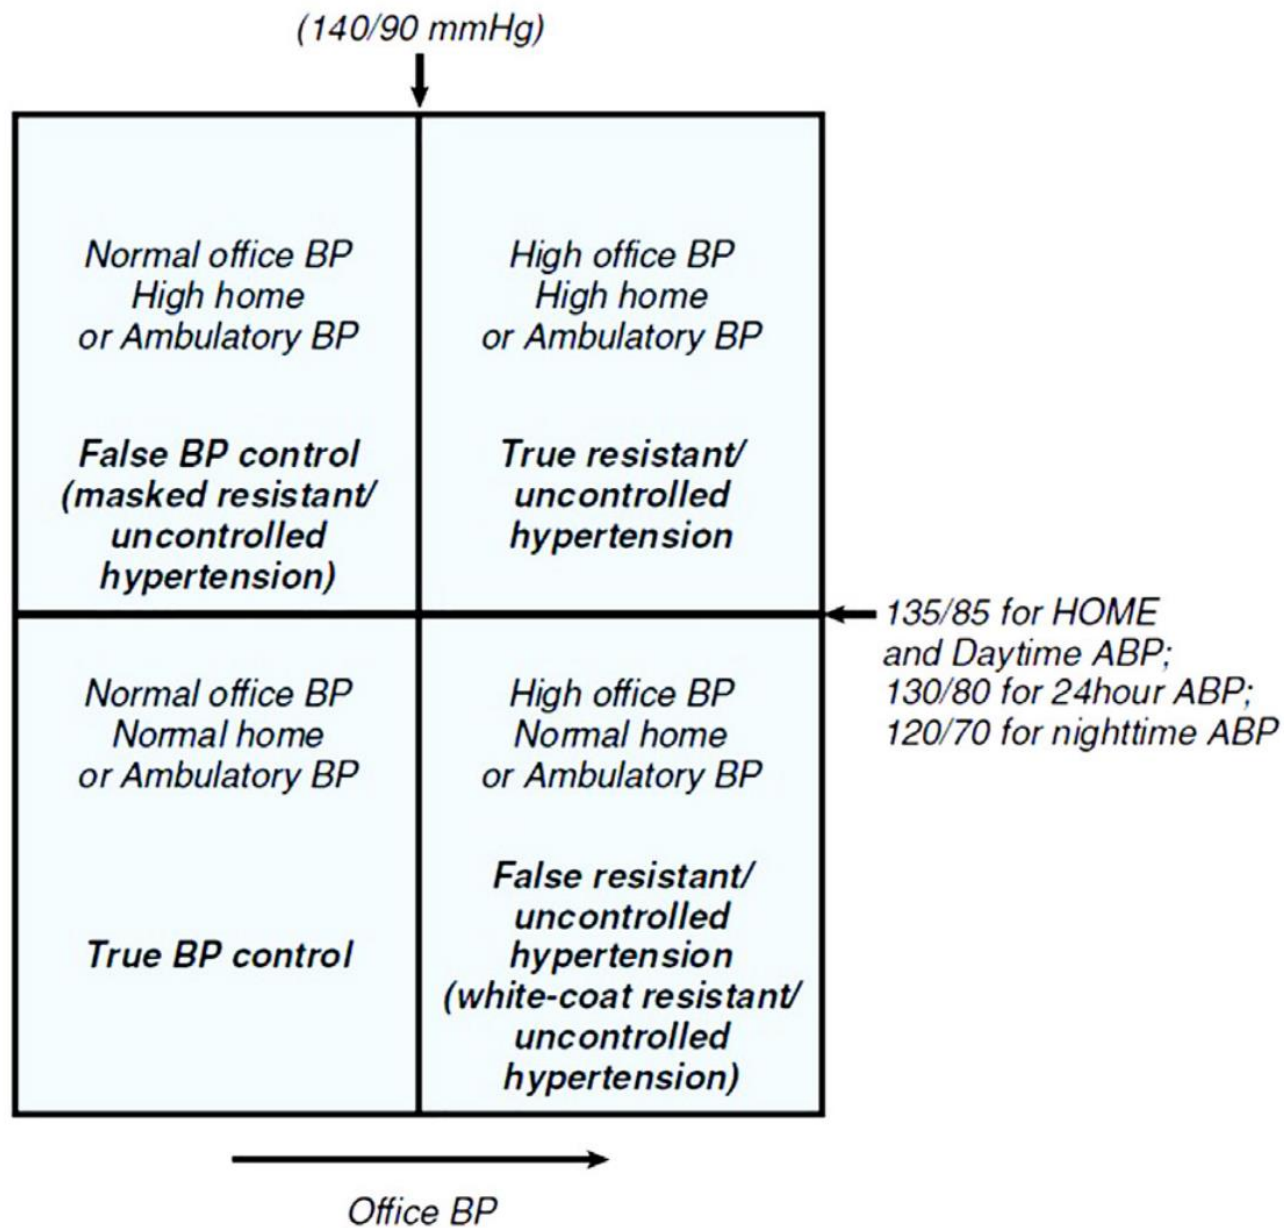 (140/90 mmHg)
Normal office BP
High home
or Ambulatory BP
False BP control
(masked resistant/
uncontrolled
hypertension)
High office BP
High home
or Ambulatory BP
True resistant/
uncontrolled
hypertension
135/85 for HOME
and Daytime ABP;
130/80 for 24hour ABP;
120/70 for nighttime ABP
Normal office BP
Normal home
or Ambulatory BP
True BP control
High office BP
Normal home
or Ambulatory BP
False resistant/
uncontrolled
hypertension
(white-coat resistant/
uncontrolled
hypertension)
Office BP